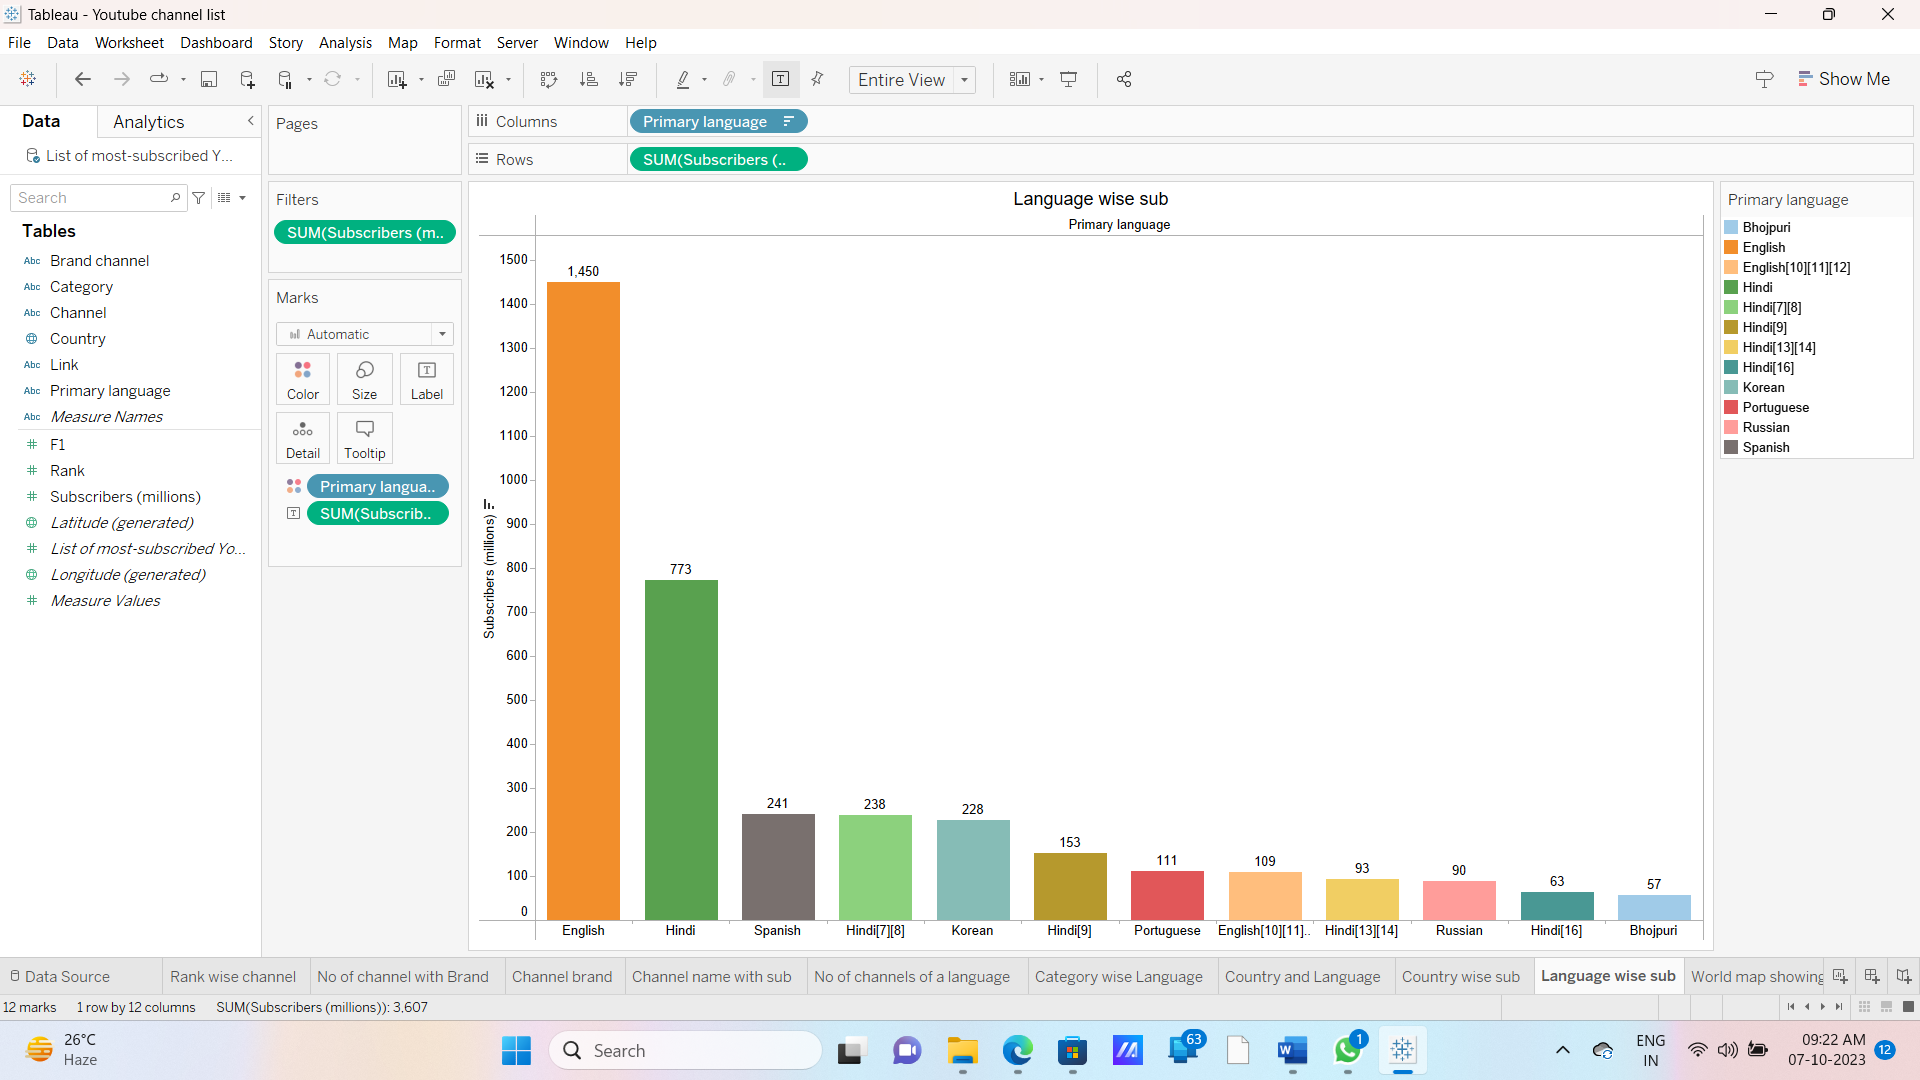 Tableau - Youtube channel list
File Data Worksheet Dashboard Story Analysis Map Format Server Window Help
Entire View
Show Me
Data Analytics
List of most-subscribed Y...
Search
Tables
Abc Brand channel
Abc Category
Abc Channel
Country
Abc Link
Abc Primary language
Abc Measure Names
# F1
# Rank
# Subscribers (millions)
Latitude (generated)
# List of most-subscribed Yo...
Longitude (generated)
# Measure Values
Pages
Filters
SUM(Subscribers (m..
Marks
Automatic
Color Size Label
Detail Tooltip
Primary langua..
SUM(Subscrib..
Columns Primary language
Rows SUM(Subscribers (..
Language wise sub
Primary language
Subscribers (millions)
1500
1400
1300
1200
1100
1000
900
800
700
600
500
400
300
200
100
0
1,450 773 241 238 228 153 111 109 93 90 63 57
English Hindi Spanish Hindi[7][8] Korean Hindi[9] Portuguese English[10][11].. Hindi[13][14] Russian Hindi[16] Bhojpuri
Primary language
Bhojpuri
English
English[10][11][12]
Hindi
Hindi[7][8]
Hindi[9]
Hindi[13][14]
Hindi[16]
Korean
Portuguese
Russian
Spanish
Data Source Rank wise channel No of channel with Brand Channel brand Channel name with sub No of channels of a language Category wise Language Country and Language Country wise sub Language wise sub World map showing
12 marks 1 row by 12 columns SUM(Subscribers (millions)): 3,607
26°C
Haze
Search
63
1
ENG
IN
09:22 AM
07-10-2023
12